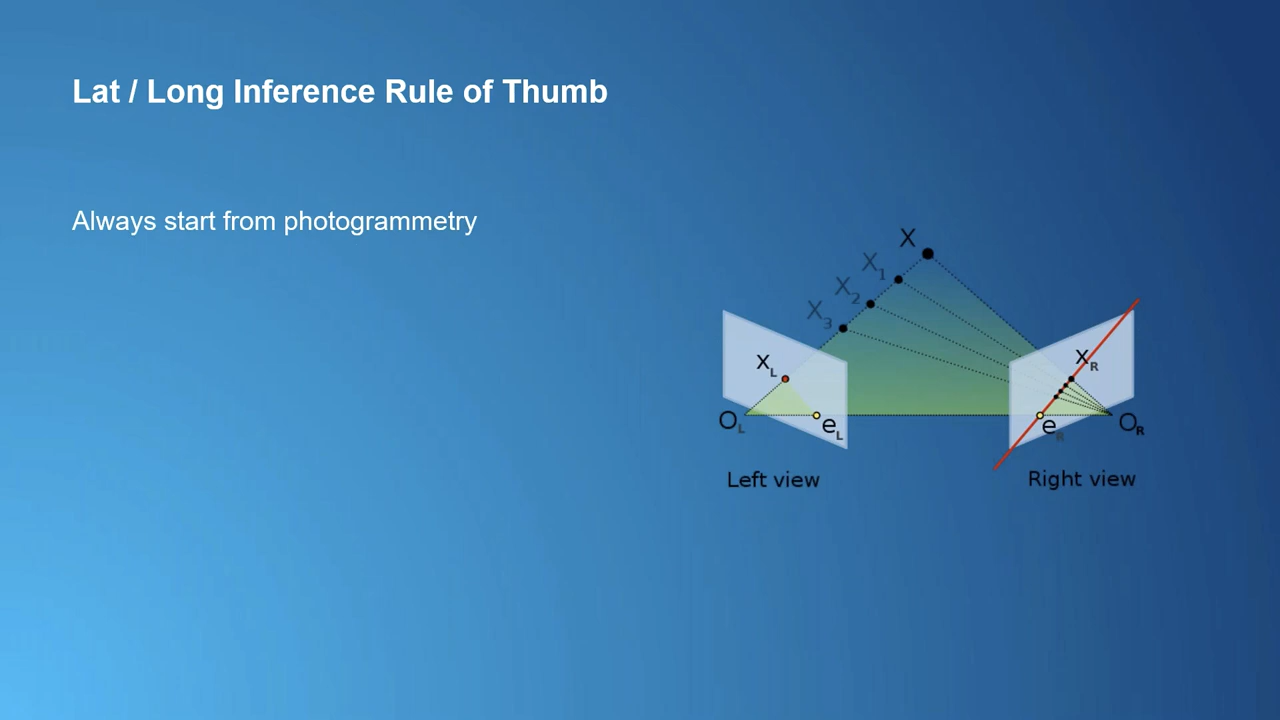 Lat / Long Inference Rule of Thumb
Always start from photogrammetry
X
X1
X2
X3
XL
XR
OL
eL
eR
OR
Left view
Right view